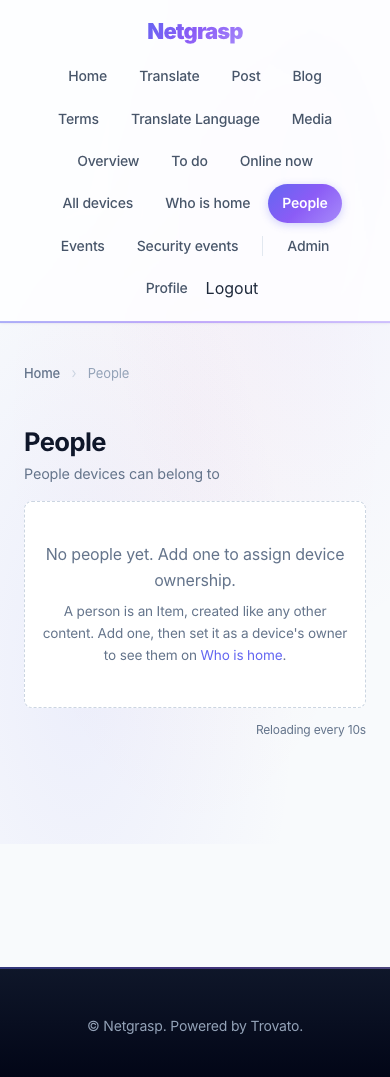 Netgrasp
Home Translate Post Blog
Terms Translate Language Media
Overview To do Online now
All devices Who is home People
Events Security events Admin
Profile Logout
Home › People
People
People devices can belong to
No people yet. Add one to assign device
ownership.
A person is an Item, created like any other
content. Add one, then set it as a device's owner
to see them on Who is home.
Reloading every 10s
© Netgrasp. Powered by Trovato.